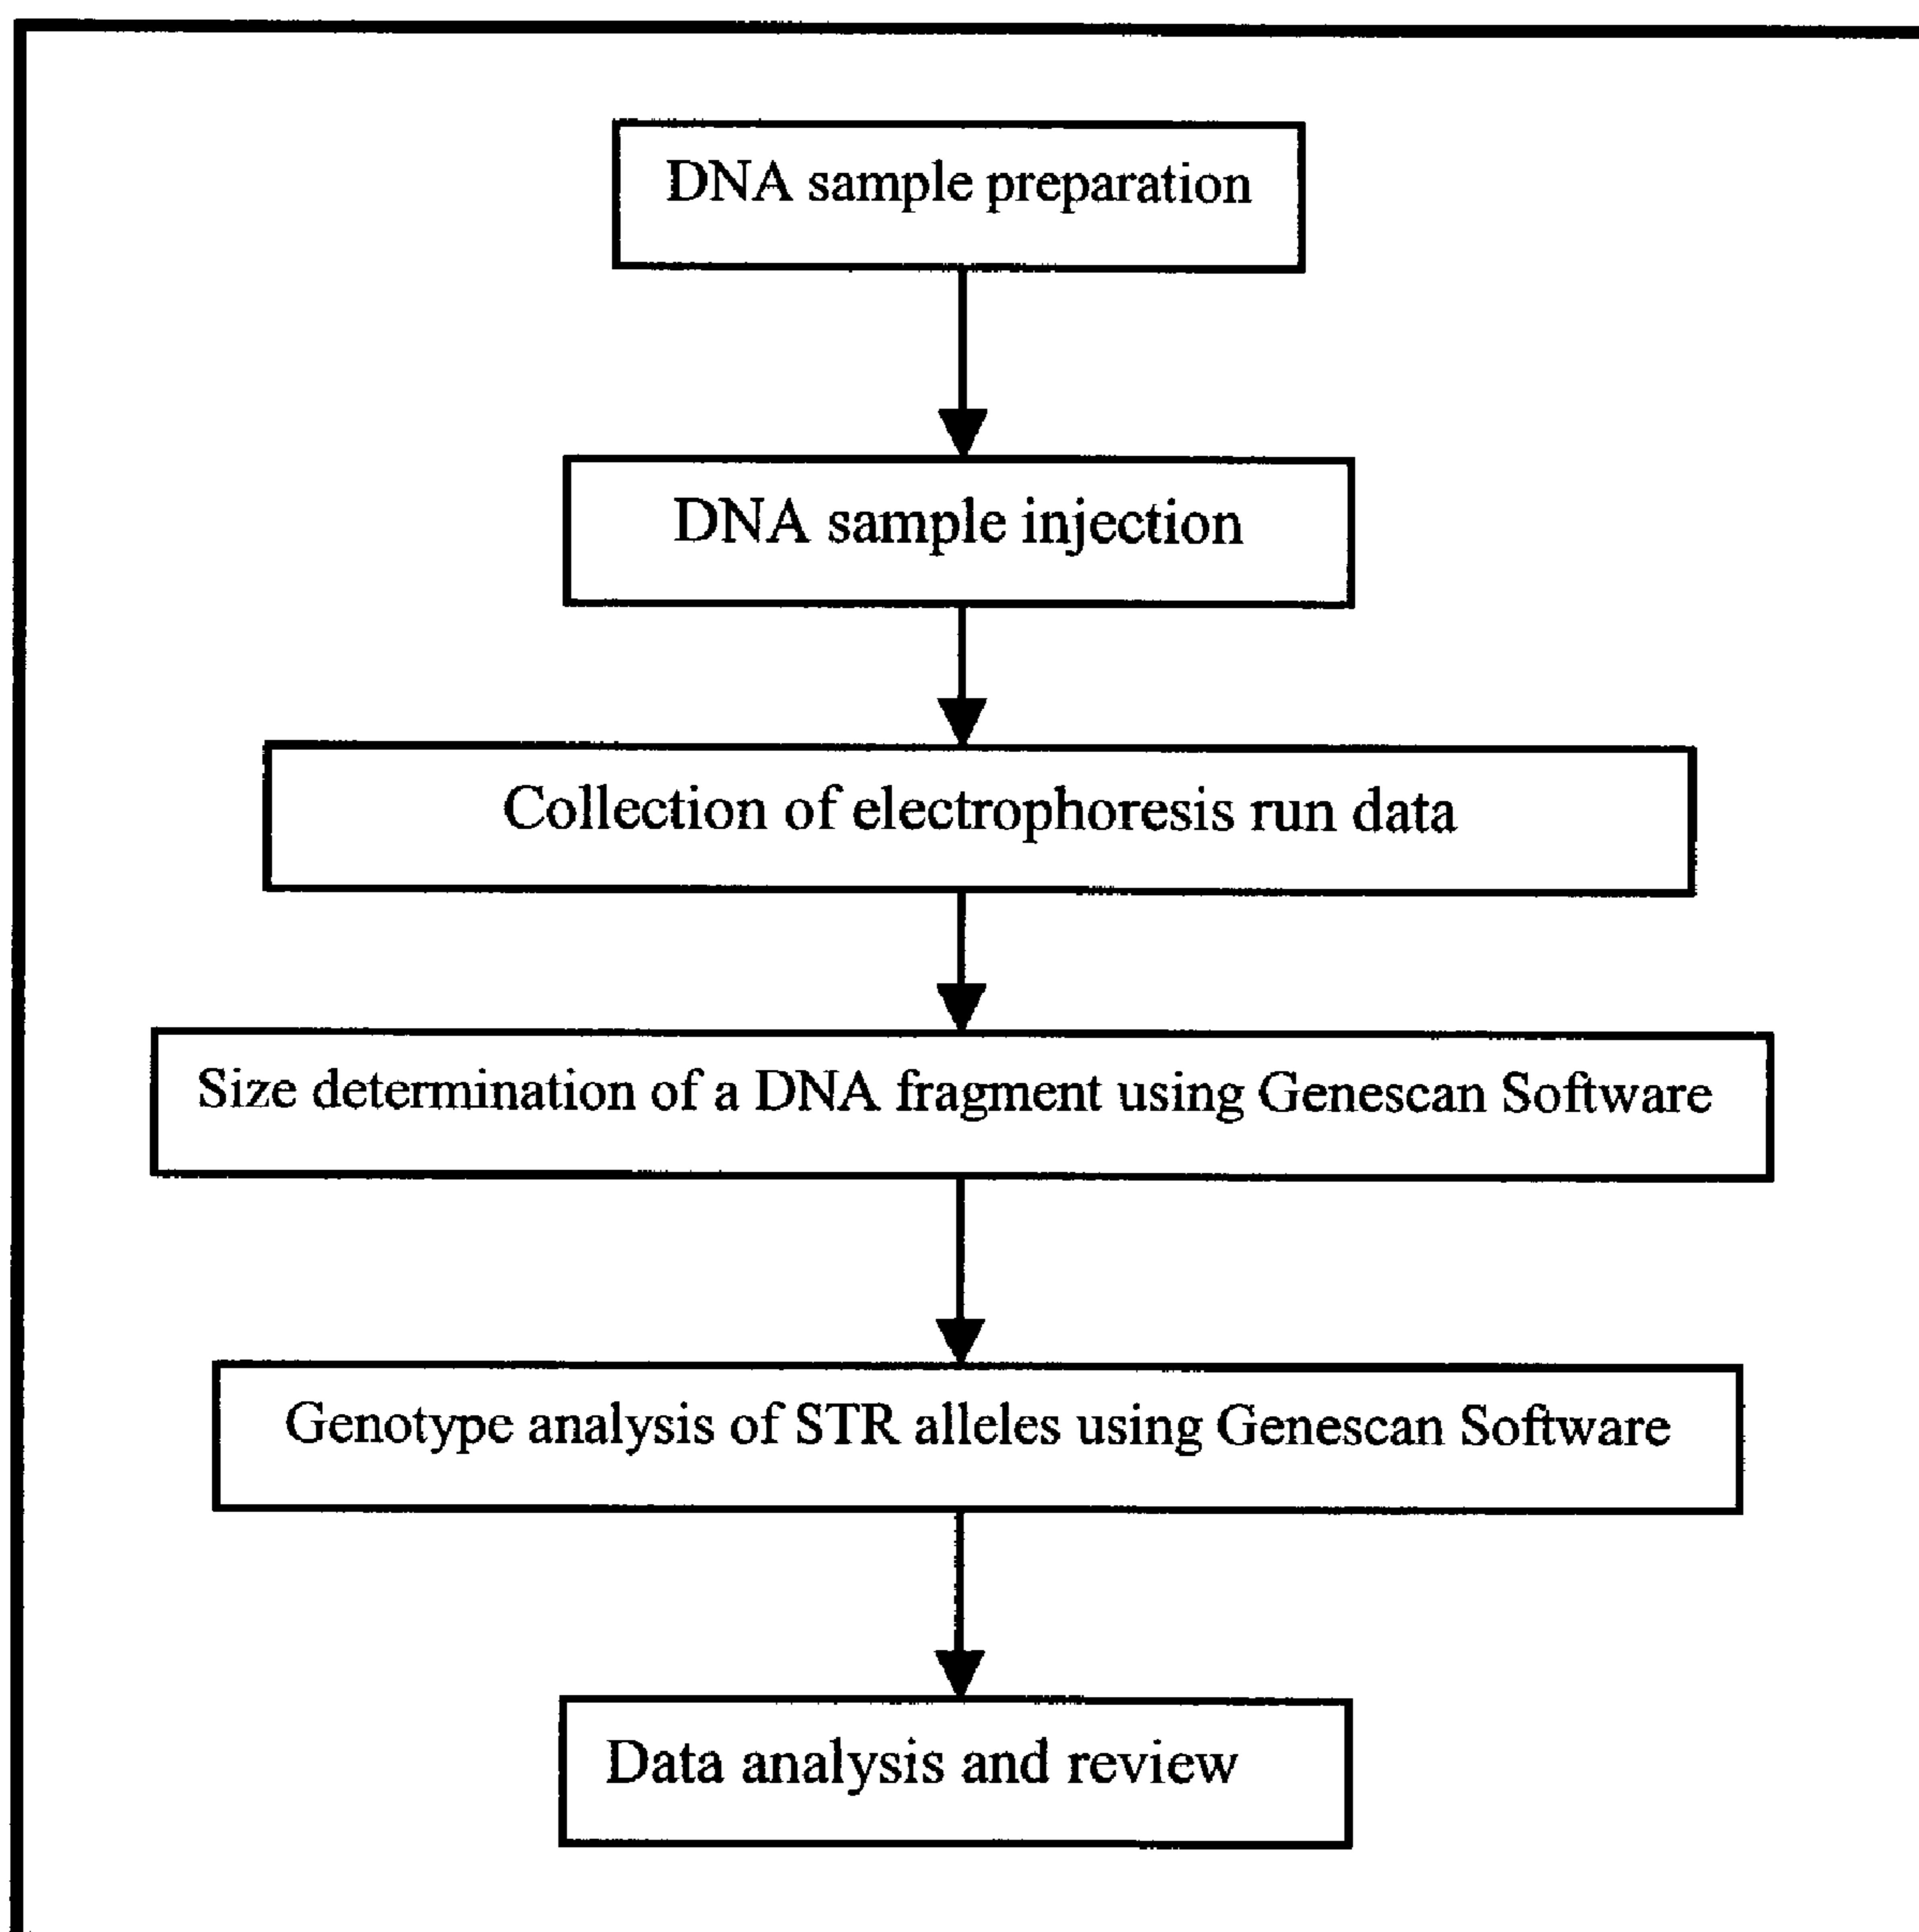 DNA sample preparation
DNA sample injection
Collection of electrophoresis run data
Size determination of a DNA fragment using Genescan Software
Genotype analysis of STR alleles using Genescan Software
Data analysis and review